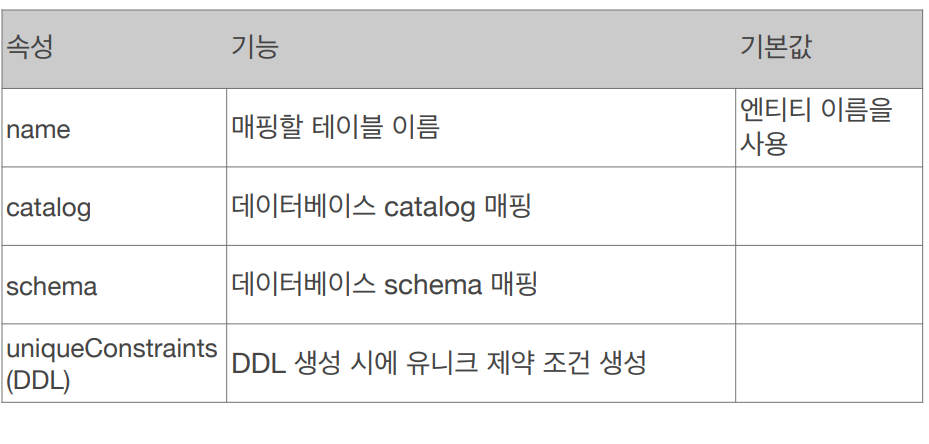 속성 기능 기본값
name 매핑할 테이블 이름 엔티티 이름을
사용
catalog 데이터베이스 catalog 매핑
schema 데이터베이스 schema 매핑
uniqueConstraints
(DDL) DDL 생성 시에 유니크 제약 조건 생성